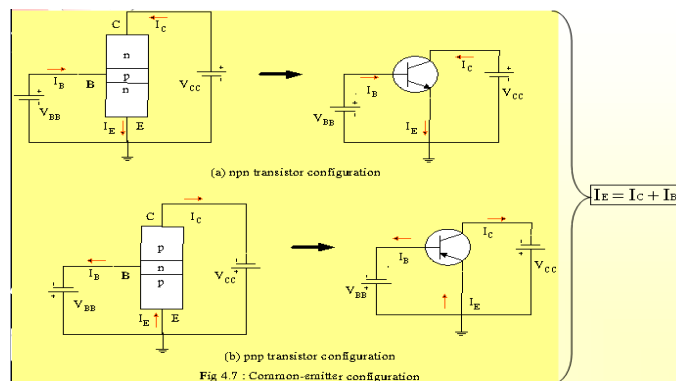 C
I_C
n
p
n
I_B
B
V_CC
V_BB
I_E
E
I_C
I_B
V_CC
V_BB
I_E
(a) npn transistor configuration
I_E = I_C + I_B
C
I_C
p
n
p
I_B
B
V_CC
V_BB
I_E
E
I_C
I_B
V_CC
V_BB
I_E
(b) pnp transistor configuration
Fig 4.7 : Common-emitter configuration